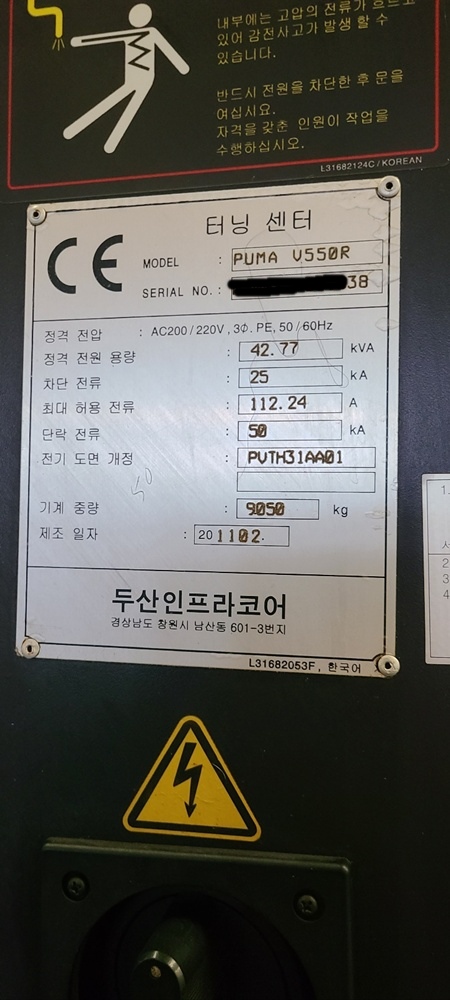 내부에는 고압의 전류가 흐르고
있어 감전사고가 발생 할 수
있습니다.
반드시 전원을 차단한 후 문을
여십시요.
자격을 갖춘 인원이 작업을
수행하십시오.
L31682124C / KOREAN
터닝 센터
CE
MODEL : PUMA V550R
SERIAL NO. : 38
정격 전압 : AC200 / 220V , 3Φ. PE, 50 / 60Hz
정격 전원 용량 : 42.77 kVA
차단 전류 : 25 kA
최대 허용 전류 : 112.24 A
단락 전류 : 50 kA
전기 도면 개정 : PVTH31AA01
기계 중량 : 9050 kg
제조 일자 : 201102.
두산인프라코어
경상남도 창원시 남산동 601-3번지
L31682053F, 한국어
1.
서
2
3
4